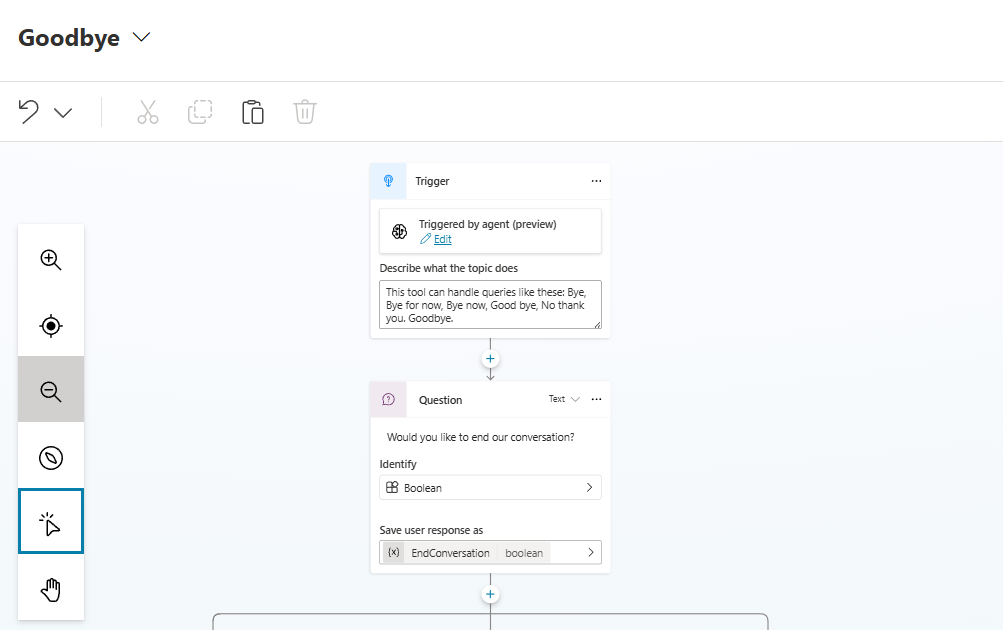 Goodbye
Trigger
Triggered by agent (preview)
Edit
Describe what the topic does
This tool can handle queries like these: Bye,
Bye for now, Bye now, Good bye, No thank
you. Goodbye.
Question
Text
Would you like to end our conversation?
Identify
Boolean
Save user response as
{x} EndConversation boolean